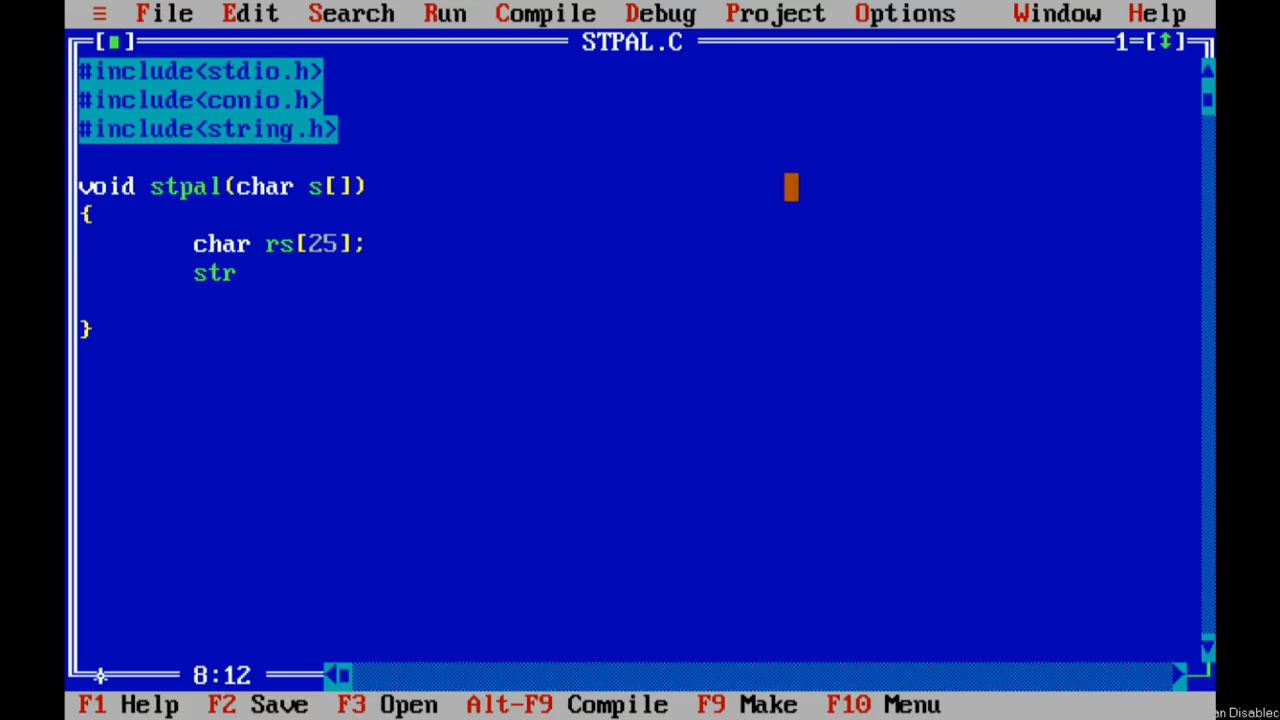 ≡ File Edit Search Run Compile Debug Project Options Window Help
[■] STPAL.C 1=[↕]
#include<stdio.h>
#include<conio.h>
#include<string.h>
void stpal(char s[])
{
char rs[25];
str
}
8:12
F1 Help F2 Save F3 Open Alt-F9 Compile F9 Make F10 Menu
an Disabled